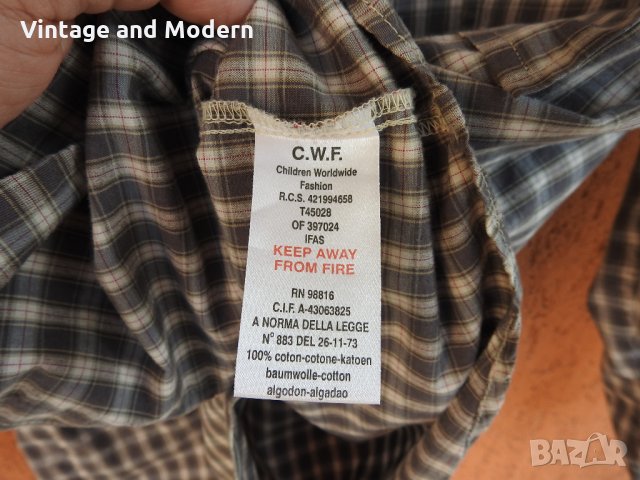 Vintage and Modern
C.W.F.
Children Worldwide
Fashion
R.C.S. 421994658
T45028
OF 397024
IFAS
KEEP AWAY
FROM FIRE
RN 98816
C.I.F. A-43063825
A NORMA DELLA LEGGE
N° 883 DEL 26-11-73
100% coton-cotone-katoen
baumwolle-cotton
algodon-algadao
BAZAR